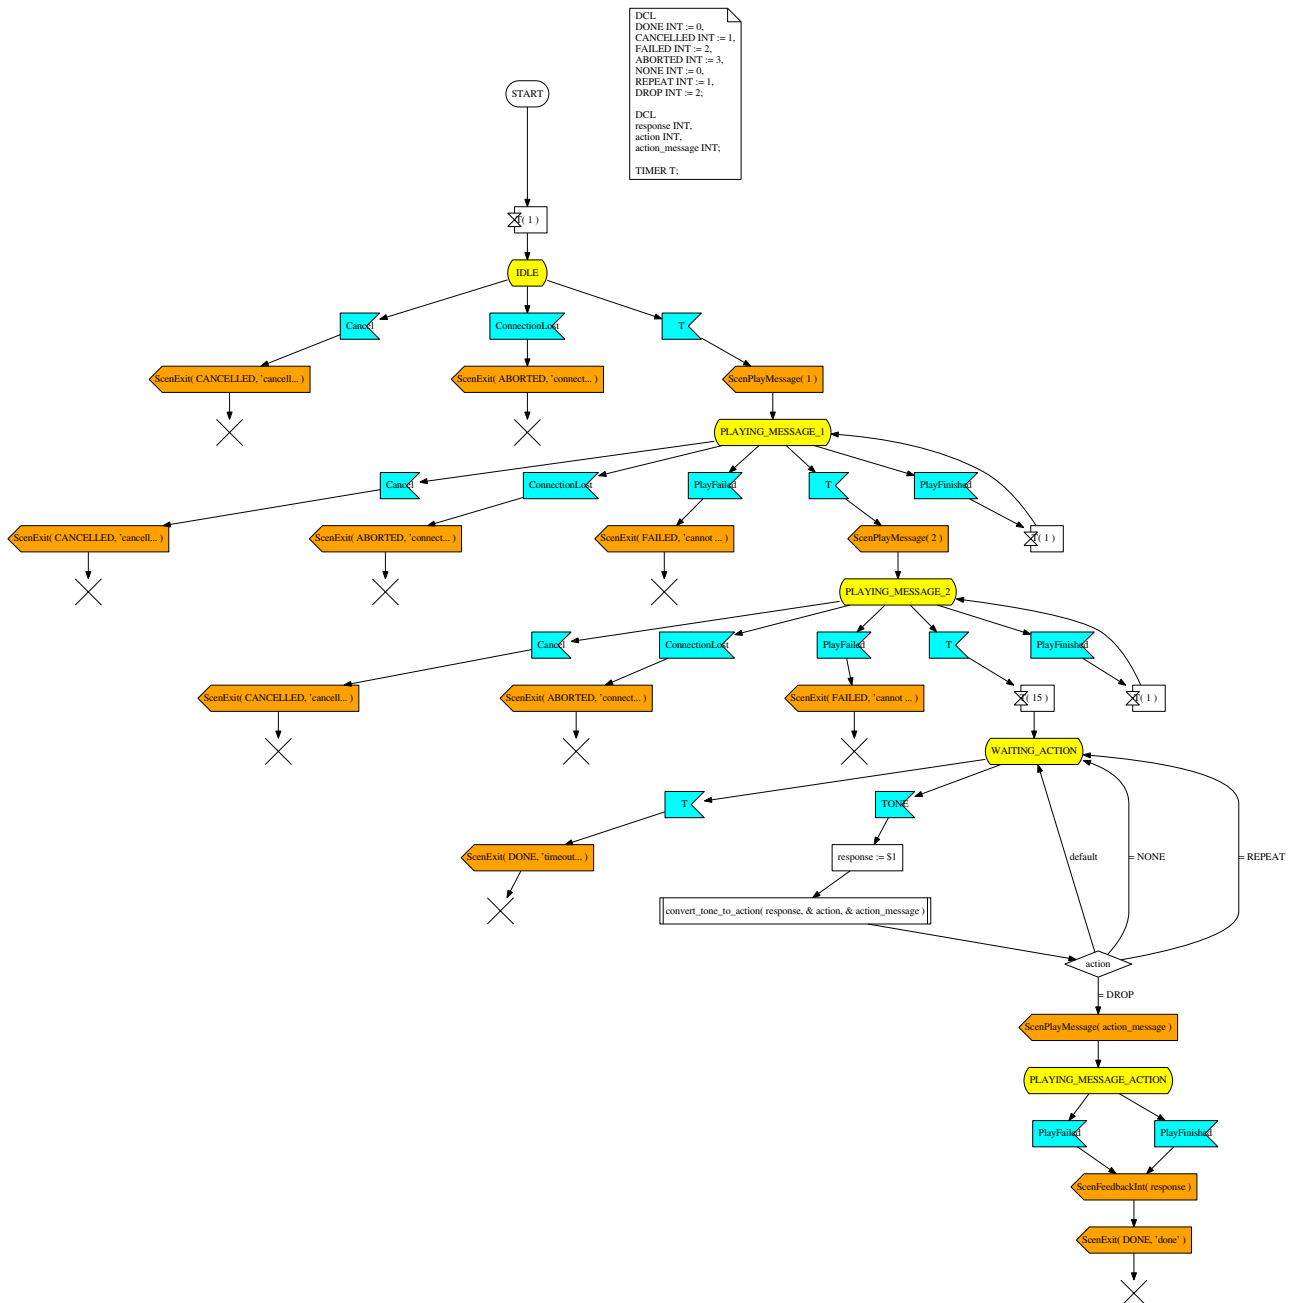 DCL
DONE INT := 0,
CANCELLED INT := 1,
FAILED INT := 2,
ABORTED INT := 3,
NONE INT := 0,
REPEAT INT := 1,
DROP INT := 2;
DCL
response INT,
action INT,
action_message INT;
TIMER T;
START
T( 1 )
IDLE
Cancel
ConnectionLost
T
ScenExit( CANCELLED, 'cancell... )
ScenExit( ABORTED, 'connect... )
ScenPlayMessage( 1 )
PLAYING_MESSAGE_1
Cancel
ConnectionLost
PlayFailed
T
PlayFinished
ScenExit( CANCELLED, 'cancell... )
ScenExit( ABORTED, 'connect... )
ScenExit( FAILED, 'cannot ... )
ScenPlayMessage( 2 )
T( 1 )
PLAYING_MESSAGE_2
Cancel
ConnectionLost
PlayFailed
T
PlayFinished
ScenExit( CANCELLED, 'cancell... )
ScenExit( ABORTED, 'connect... )
ScenExit( FAILED, 'cannot ... )
T( 15 )
T( 1 )
WAITING_ACTION
T
TONE
ScenExit( DONE, 'timeout... )
response := $1
default
= NONE
= REPEAT
convert_tone_to_action( response, & action, & action_message )
action
= DROP
ScenPlayMessage( action_message )
PLAYING_MESSAGE_ACTION
PlayFailed
PlayFinished
ScenFeedbackInt( response )
ScenExit( DONE, 'done' )